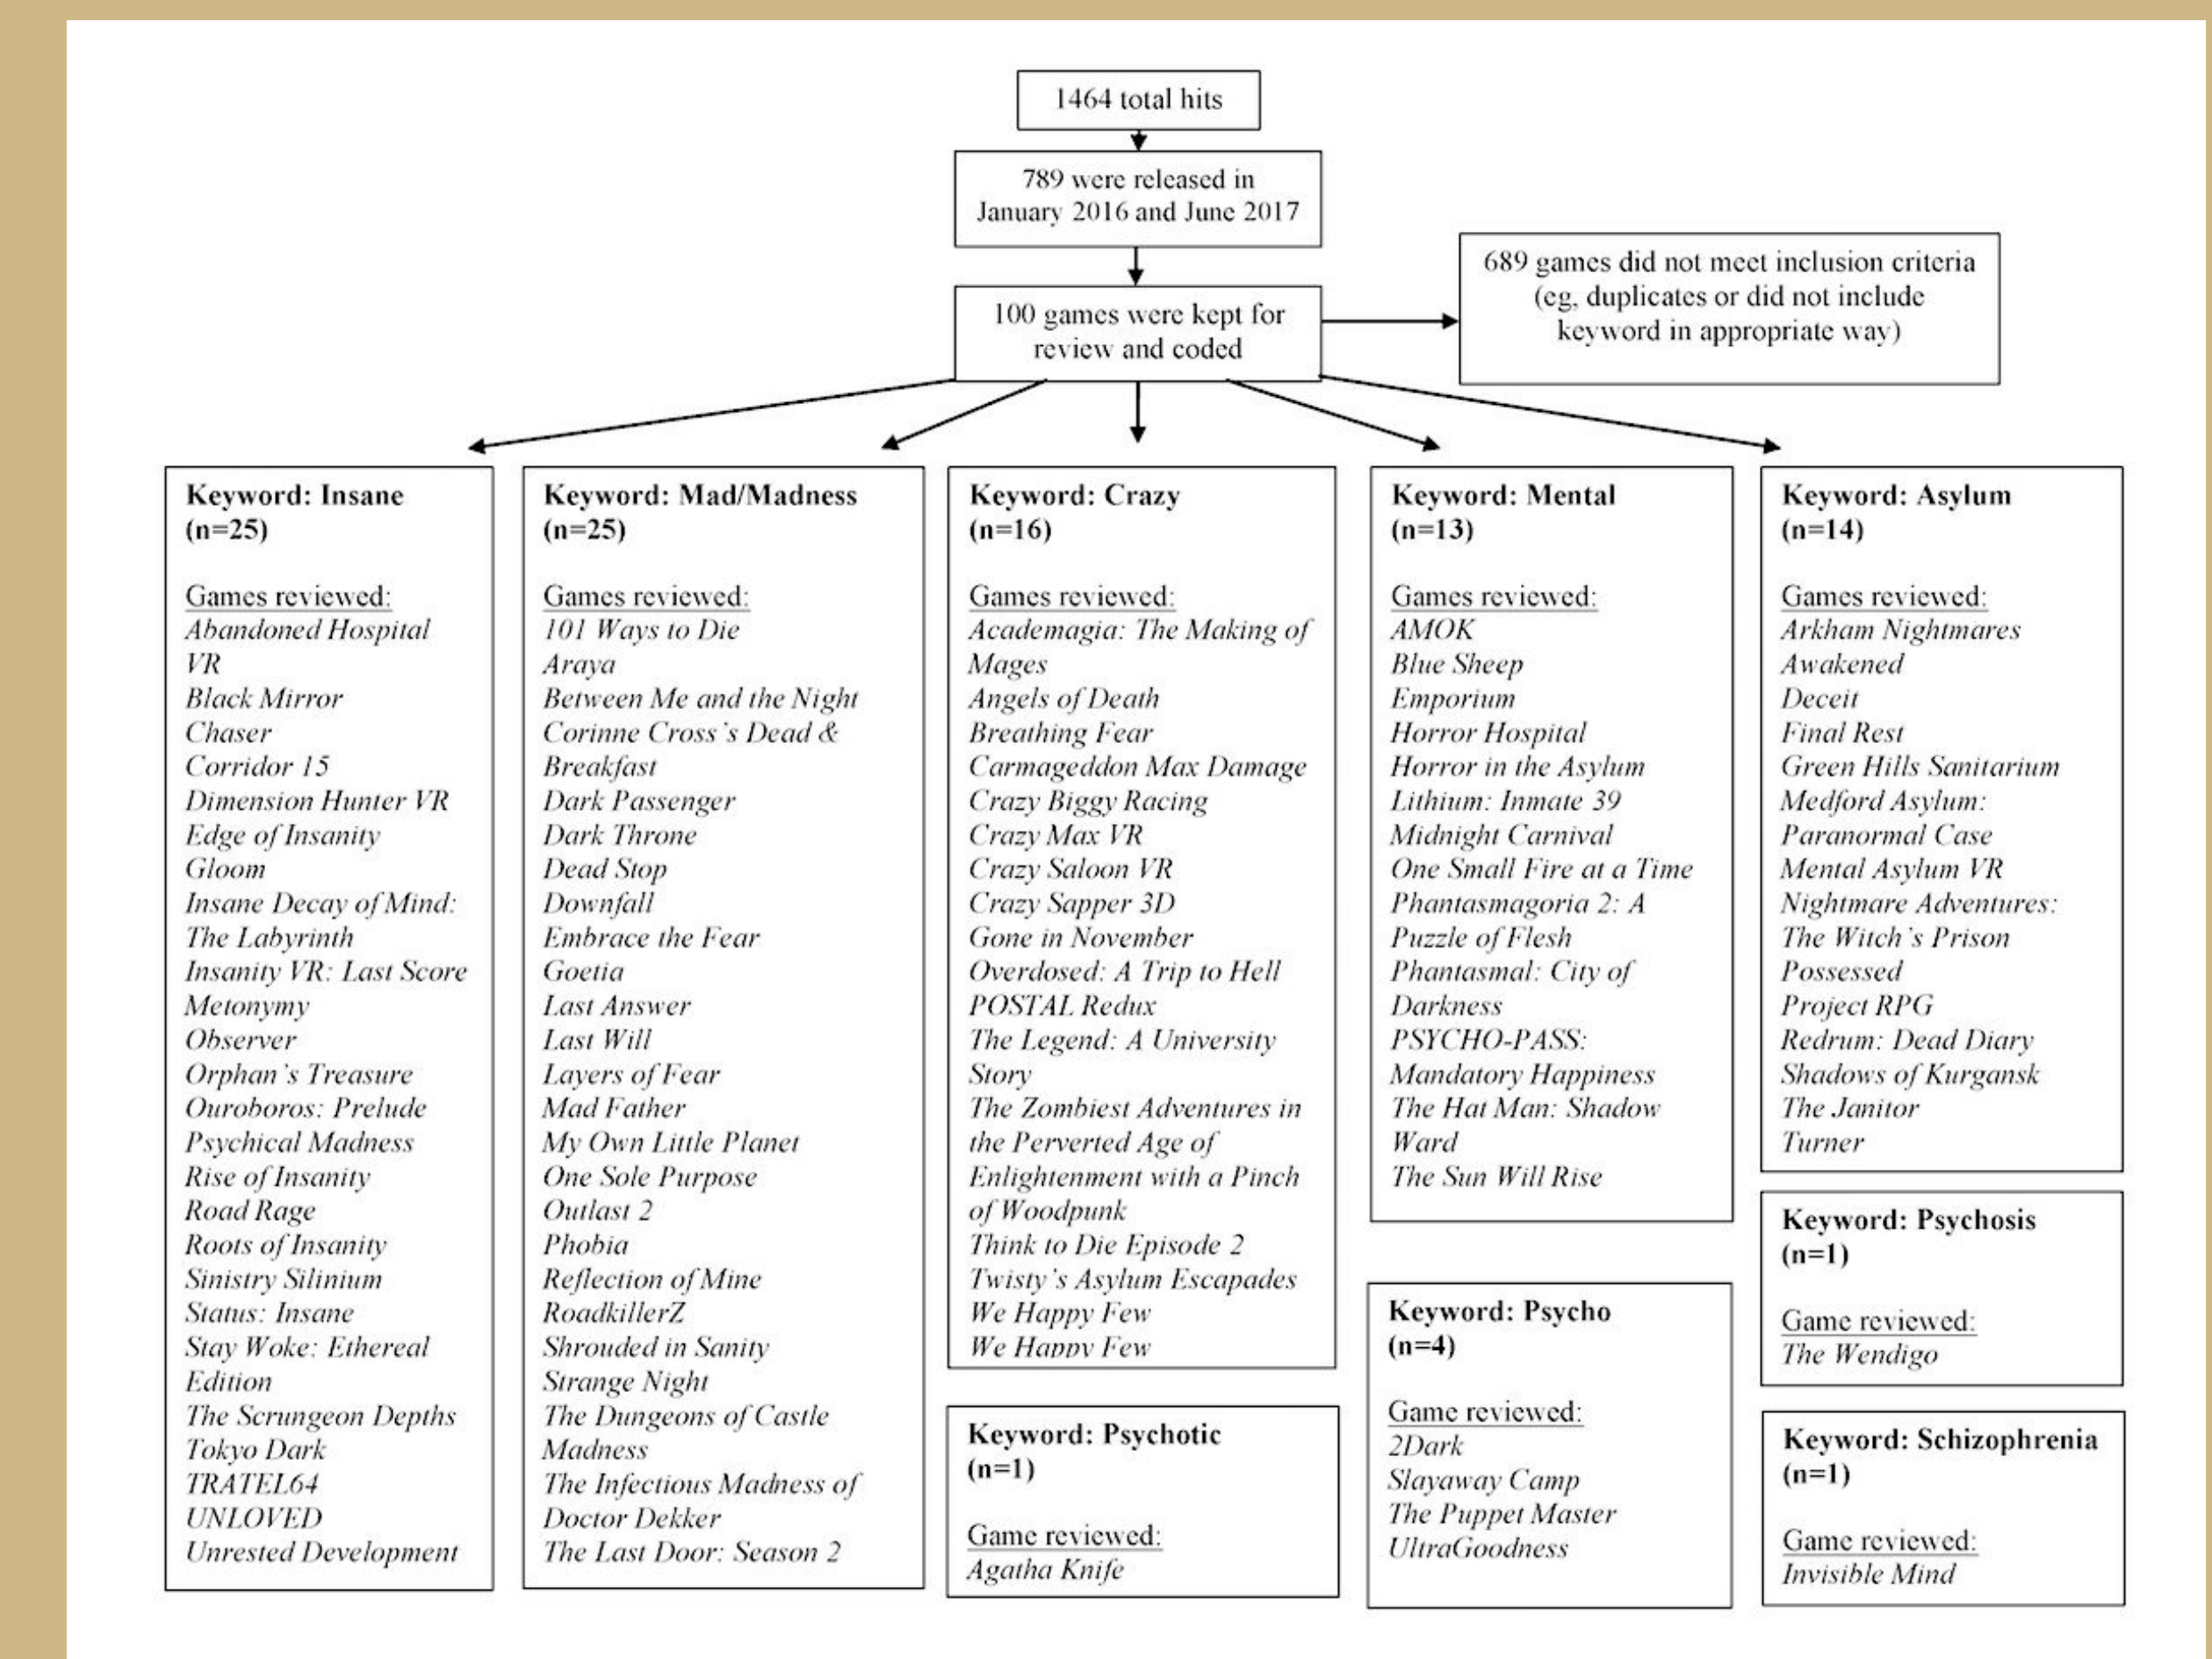 1464 total hits
789 were released in
January 2016 and June 2017
689 games did not meet inclusion criteria
(eg, duplicates or did not include
keyword in appropriate way)
100 games were kept for
review and coded
Keyword: Insane
(n=25)
Games reviewed:
Abandoned Hospital
VR
Black Mirror
Chaser
Corridor 15
Dimension Hunter VR
Edge of Insanity
Gloom
Insane Decay of Mind:
The Labyrinth
Insanity VR: Last Score
Metonymy
Observer
Orphan's Treasure
Ouroboros: Prelude
Psychical Madness
Rise of Insanity
Road Rage
Roots of Insanity
Sinistry Silinium
Status: Insane
Stay Woke: Ethereal
Edition
The Scrungeon Depths
Tokyo Dark
TRATEL64
UNLOVED
Unrested Development
Keyword: Mad/Madness
(n=25)
Games reviewed:
101 Ways to Die
Araya
Between Me and the Night
Corinne Cross's Dead &
Breakfast
Dark Passenger
Dark Throne
Dead Stop
Downfall
Embrace the Fear
Goetia
Last Answer
Last Will
Layers of Fear
Mad Father
My Own Little Planet
One Sole Purpose
Outlast 2
Phobia
Reflection of Mine
RoadkillerZ
Shrouded in Sanity
Strange Night
The Dungeons of Castle
Madness
The Infectious Madness of
Doctor Dekker
The Last Door: Season 2
Keyword: Crazy
(n=16)
Games reviewed:
Academagia: The Making of
Mages
Angels of Death
Breathing Fear
Carmageddon Max Damage
Crazy Biggy Racing
Crazy Max VR
Crazy Saloon VR
Crazy Sapper 3D
Gone in November
Overdosed: A Trip to Hell
POSTAL Redux
The Legend: A University
Story
The Zombiest Adventures in
the Perverted Age of
Enlightenment with a Pinch
of Woodpunk
Think to Die Episode 2
Twisty's Asylum Escapades
We Happy Few
We Happy Few
Keyword: Psychotic
(n=1)
Game reviewed:
Agatha Knife
Keyword: Mental
(n=13)
Games reviewed:
AMOK
Blue Sheep
Emporium
Horror Hospital
Horror in the Asylum
Lithium: Inmate 39
Midnight Carnival
One Small Fire at a Time
Phantasmagoria 2: A
Puzzle of Flesh
Phantasmal: City of
Darkness
PSYCHO-PASS:
Mandatory Happiness
The Hat Man: Shadow
Ward
The Sun Will Rise
Keyword: Psycho
(n=4)
Game reviewed:
2Dark
Slayaway Camp
The Puppet Master
UltraGoodness
Keyword: Asylum
(n=14)
Games reviewed:
Arkham Nightmares
Awakened
Deceit
Final Rest
Green Hills Sanitarium
Medford Asylum:
Paranormal Case
Mental Asylum VR
Nightmare Adventures:
The Witch's Prison
Possessed
Project RPG
Redrum: Dead Diary
Shadows of Kurgansk
The Janitor
Turner
Keyword: Psychosis
(n=1)
Game reviewed:
The Wendigo
Keyword: Schizophrenia
(n=1)
Game reviewed:
Invisible Mind